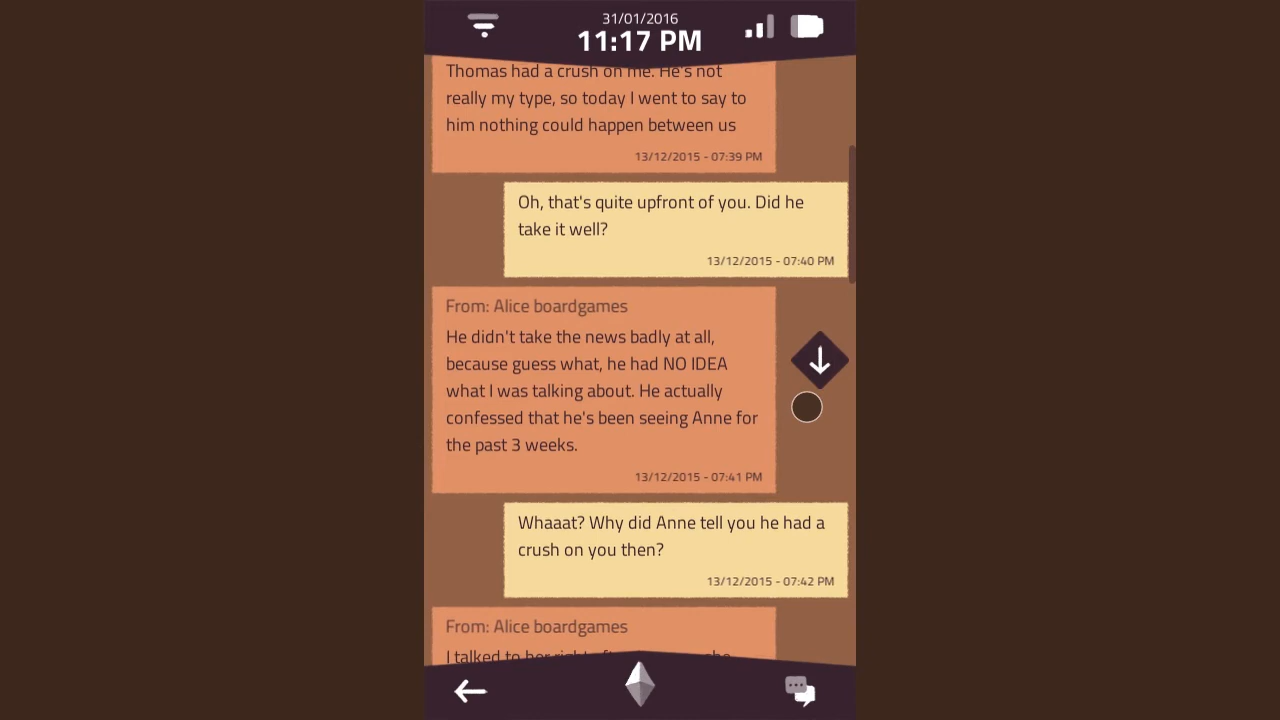 31/01/2016
11:17 PM
Thomas had a crush on me. He's not
really my type, so today I went to say to
him nothing could happen between us
13/12/2015 - 07:39 PM
Oh, that's quite upfront of you. Did he
take it well?
13/12/2015 - 07:40 PM
From: Alice boardgames
He didn't take the news badly at all,
because guess what, he had NO IDEA
what I was talking about. He actually
confessed that he's been seeing Anne for
the past 3 weeks.
13/12/2015 - 07:41 PM
Whaaat? Why did Anne tell you he had a
crush on you then?
13/12/2015 - 07:42 PM
From: Alice boardgames
I talked to her right